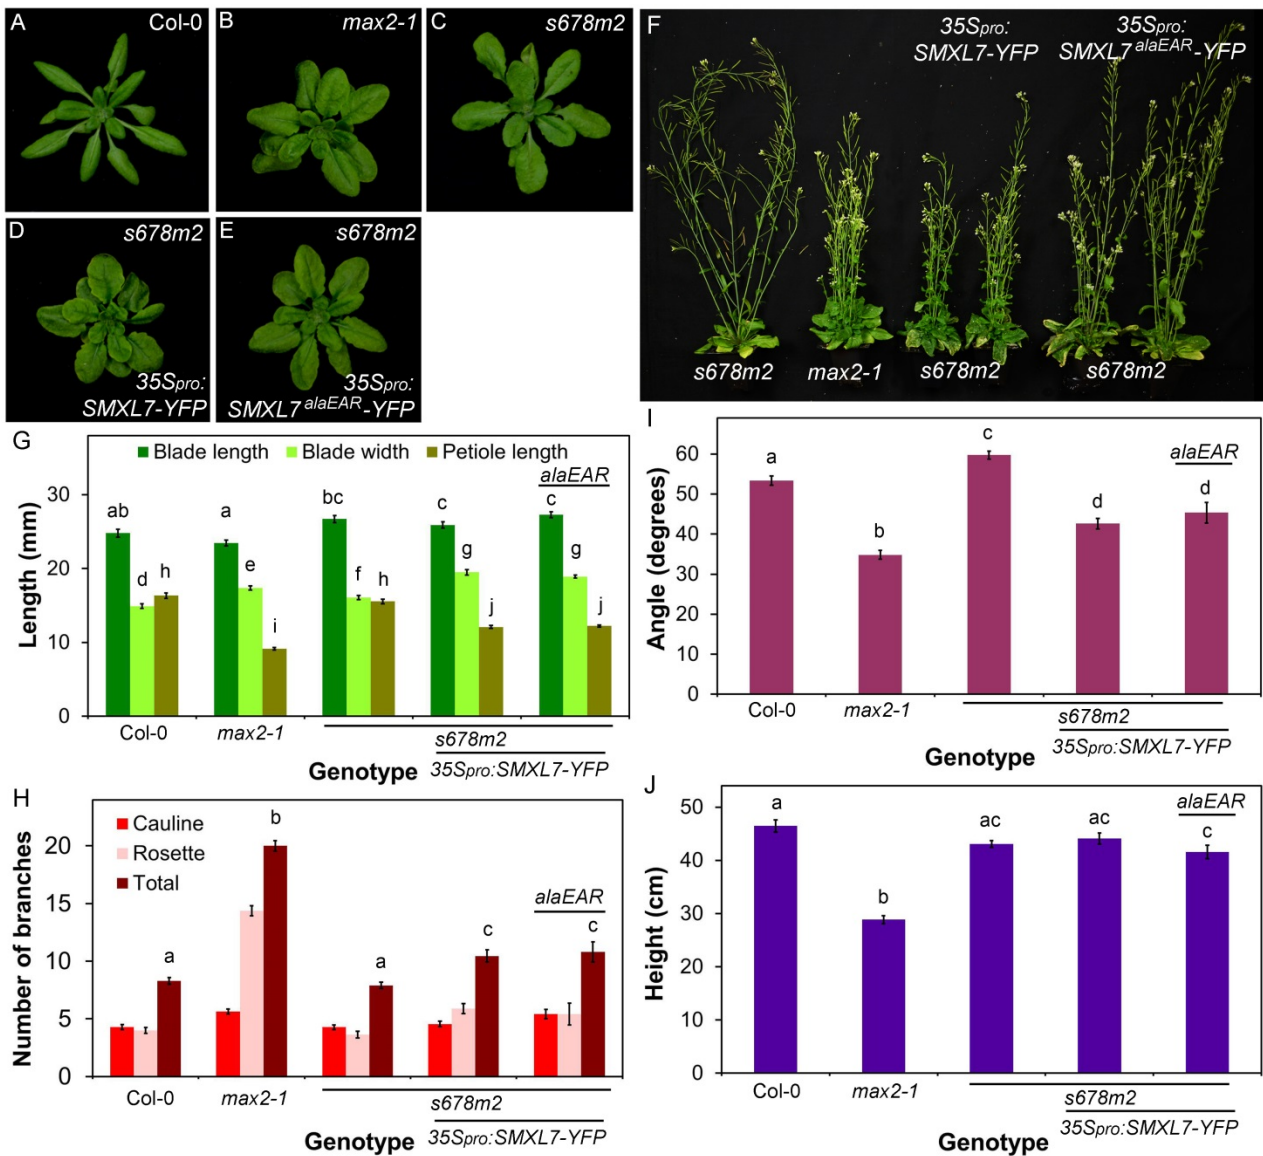 A Col-0
B max2-1
C s678m2
D s678m2
35Spro:
SMXL7-YFP
E s678m2
35Spro:
SMXL7alaEAR-YFP
F 35Spro: 35Spro:
SMXL7-YFP SMXL7alaEAR-YFP
s678m2 max2-1 s678m2 s678m2
G
Blade length Blade width Petiole length
alaEAR
Length (mm)
30
20
10
0
ab d h a e i bc f h c g j c g j
Col-0 max2-1 s678m2
Genotype 35Spro:SMXL7-YFP
H
Cauline
Rosette
Total
alaEAR
Number of branches
20
15
10
5
0
a b a c c
Col-0 max2-1 s678m2
Genotype 35Spro:SMXL7-YFP
I
alaEAR
Angle (degrees)
60
50
40
30
20
10
0
a b c d d
Col-0 max2-1 s678m2
Genotype 35Spro:SMXL7-YFP
J
alaEAR
Height (cm)
50
40
30
20
10
0
a b ac ac c
Col-0 max2-1 s678m2
Genotype 35Spro:SMXL7-YFP